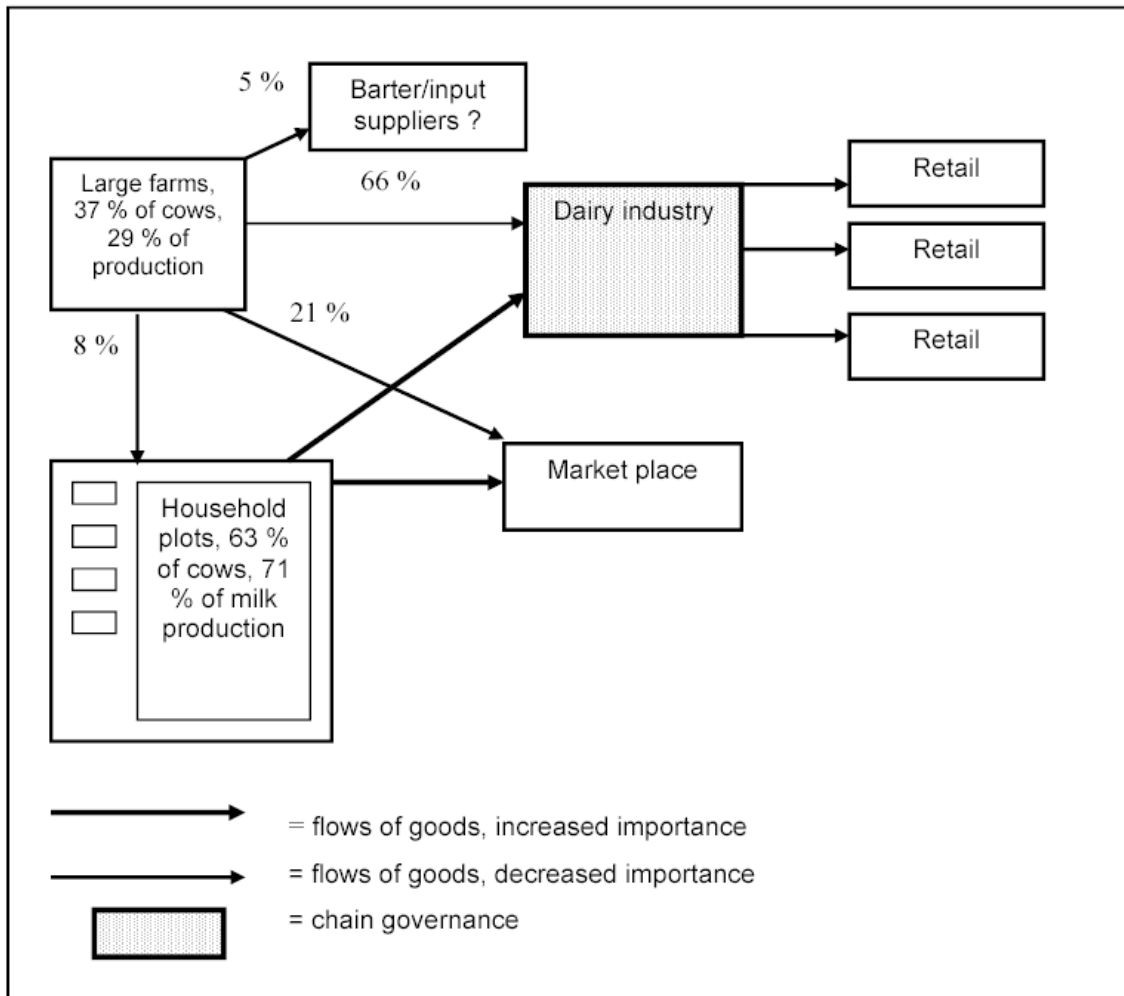 5 %
Barter/input
suppliers ?
Large farms,
37 % of cows,
29 % of
production
66 %
Dairy industry
Retail
Retail
Retail
21 %
8 %
Market place
Household
plots, 63 %
of cows, 71
% of milk
production
= flows of goods, increased importance
= flows of goods, decreased importance
= chain governance